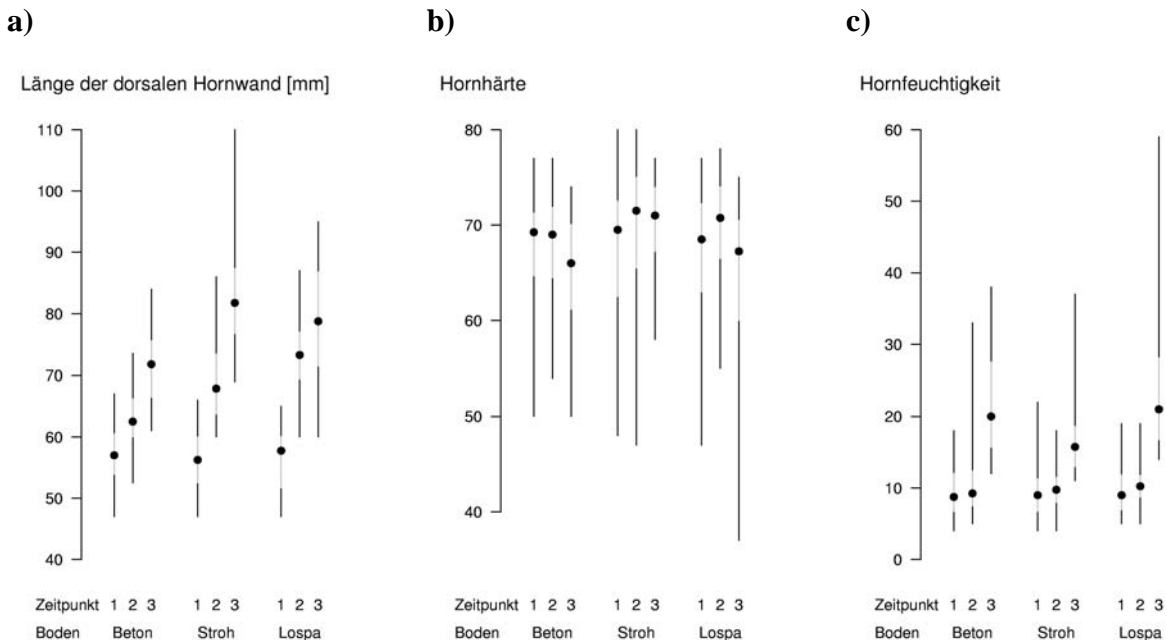 a)
b)
c)
Länge der dorsalen Hornwand [mm]
110
100
90
80
70
60
50
40
Zeitpunkt 1 2 3 1 2 3 1 2 3
Boden Beton Stroh Lospa
Hornhärte
80
70
60
50
40
Zeitpunkt 1 2 3 1 2 3 1 2 3
Boden Beton Stroh Lospa
Hornfeuchtigkeit
60
50
40
30
20
10
0
Zeitpunkt 1 2 3 1 2 3 1 2 3
Boden Beton Stroh Lospa